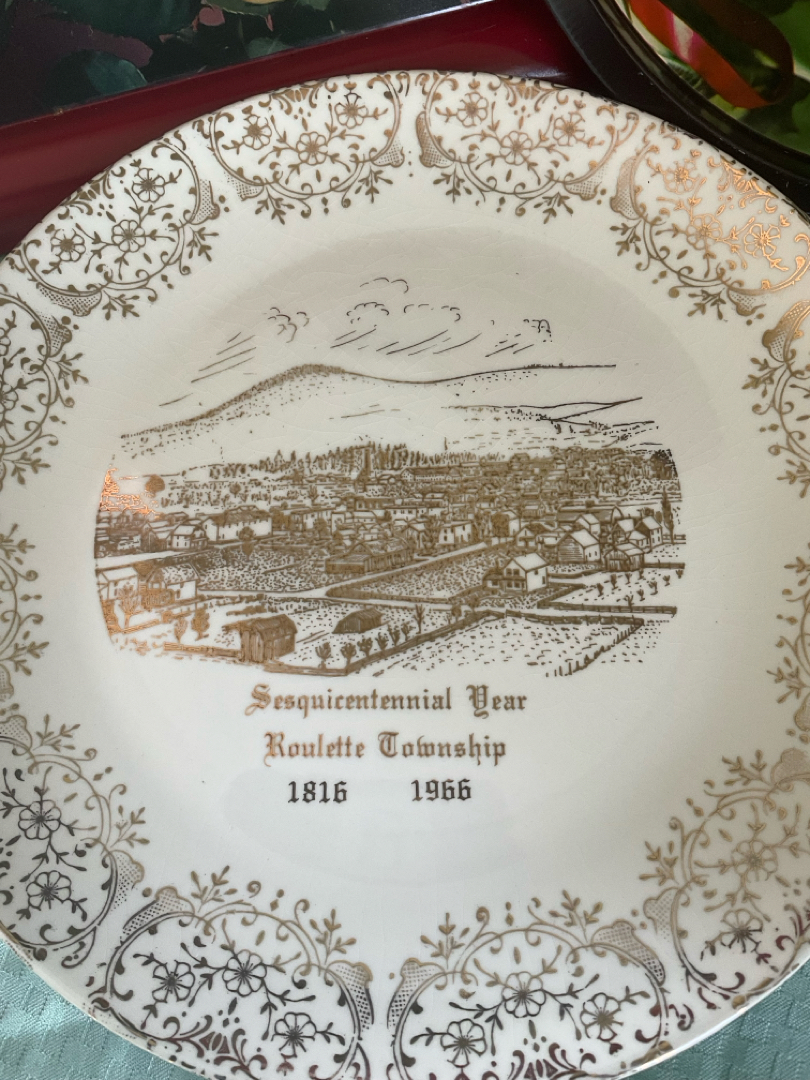 Sesquicentennial Year
Roulette Township
1816 1966